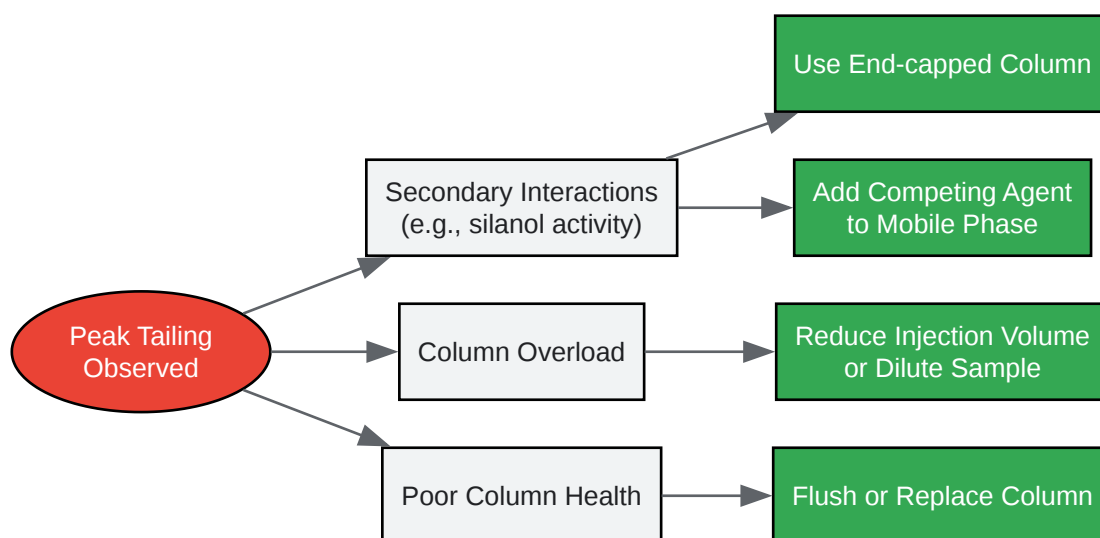 Use End-capped Column
Secondary Interactions
(e.g., silanol activity)
Add Competing Agent
to Mobile Phase
Peak Tailing
Observed
Column Overload
Reduce Injection Volume
or Dilute Sample
Poor Column Health
Flush or Replace Column